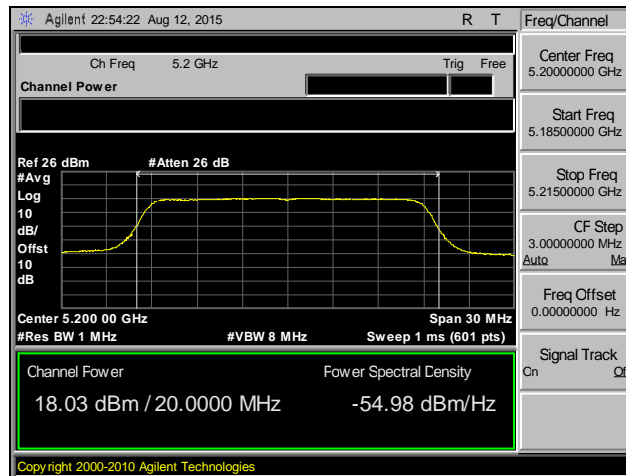 Agilent 22:54:22 Aug 12, 2015 R T Freq/Channel
Ch Freq 5.2 GHz Trig Free
Channel Power
Center Freq
5.20000000 GHz
Start Freq
5.18500000 GHz
Stop Freq
5.21500000 GHz
CF Step
3.00000000 MHz
Auto Ma
Freq Offset
0.00000000 Hz
Signal Track
On Of
Ref 26 dBm #Atten 26 dB
#Avg
Log
10
dB/
Offst
10
dB
Center 5.200 00 GHz Span 30 MHz
#Res BW 1 MHz #VBW 8 MHz Sweep 1 ms (601 pts)
Channel Power Power Spectral Density
18.03 dBm / 20.0000 MHz -54.98 dBm/Hz
Copyright 2000-2010 Agilent Technologies